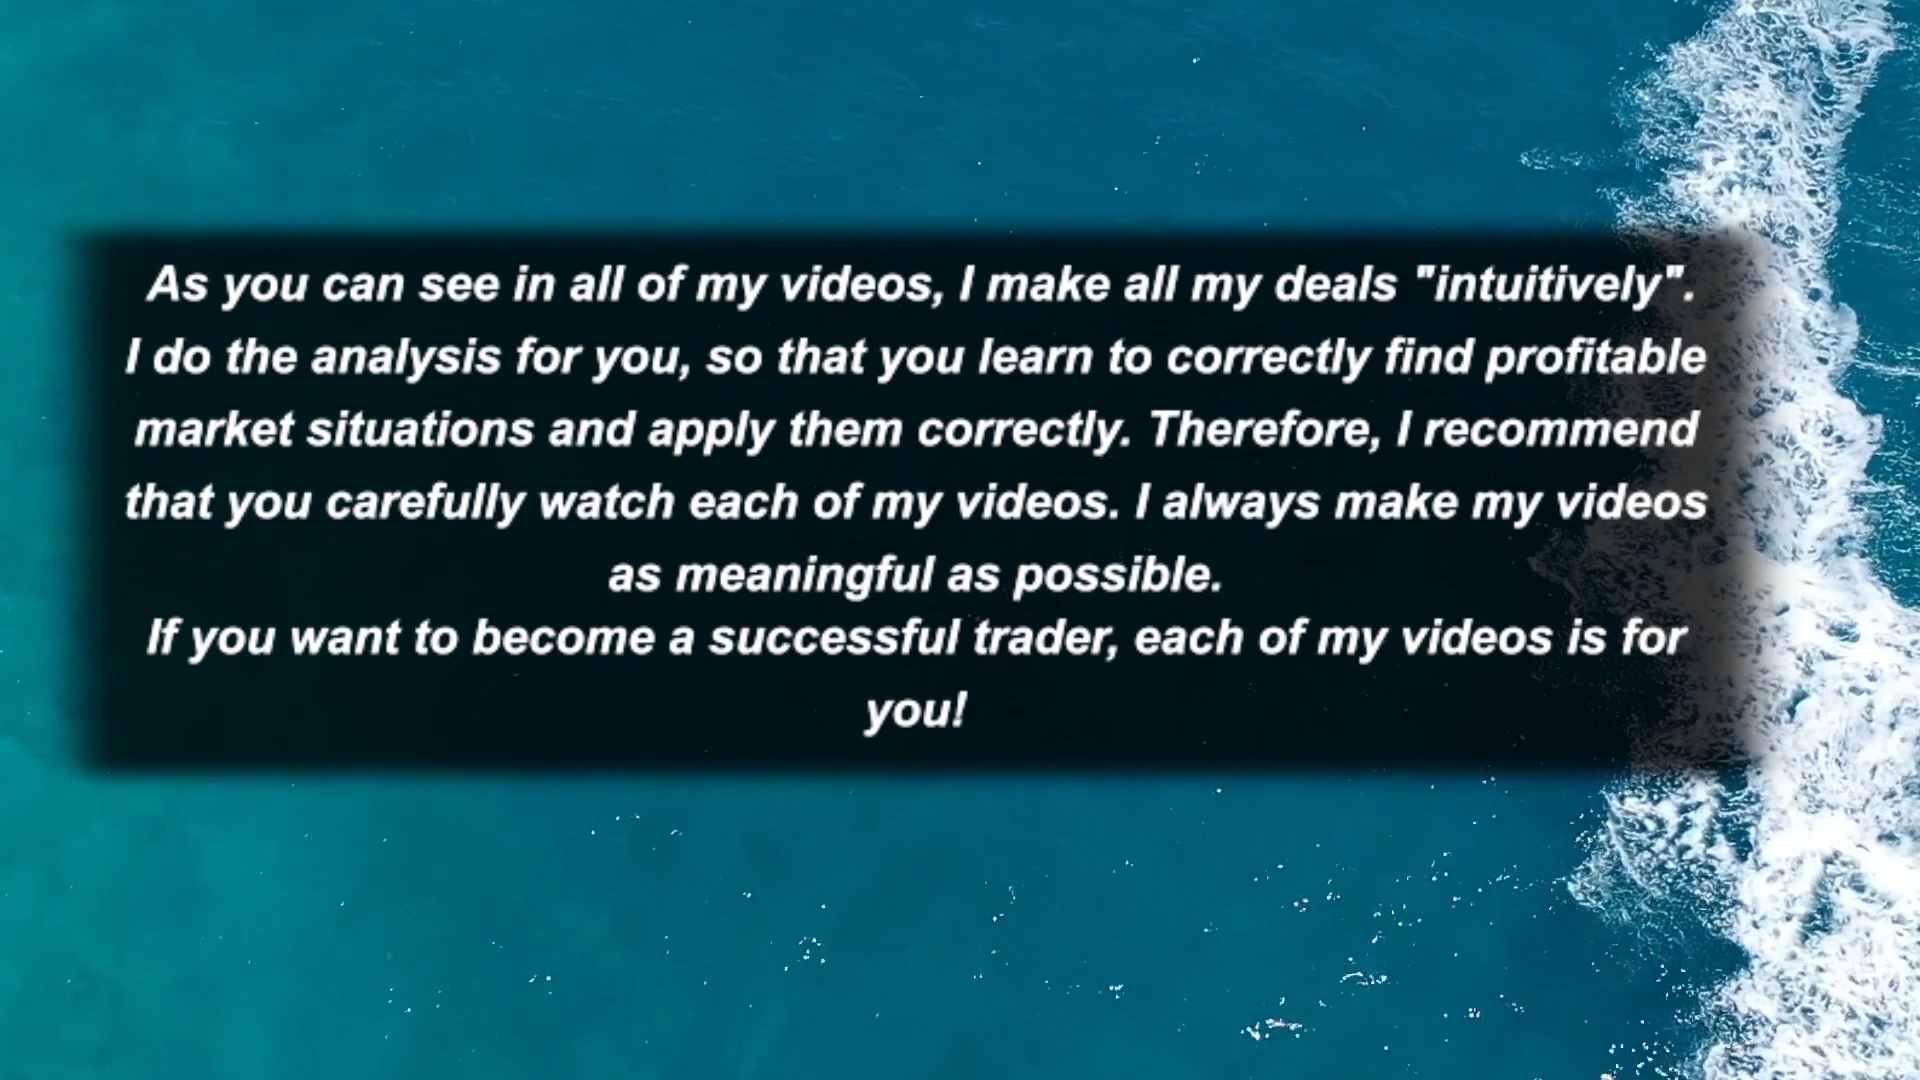 As you can see in all of my videos, I make all my deals "intuitively".
I do the analysis for you, so that you learn to correctly find profitable
market situations and apply them correctly. Therefore, I recommend
that you carefully watch each of my videos. I always make my videos
as meaningful as possible.
If you want to become a successful trader, each of my videos is for
you!